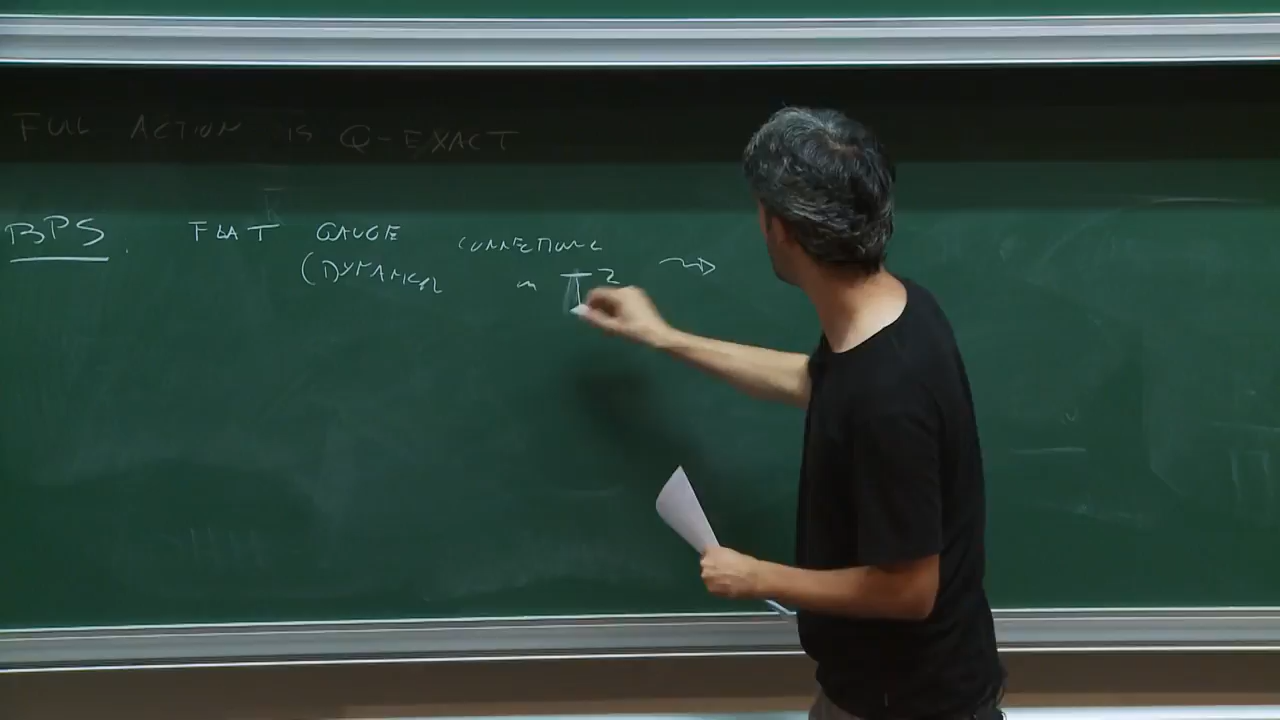 FULL ACTION IS Q-EXACT
BPS. FLAT GAUGE CONNECTIONS ⇝
(DYNAMICAL on T²